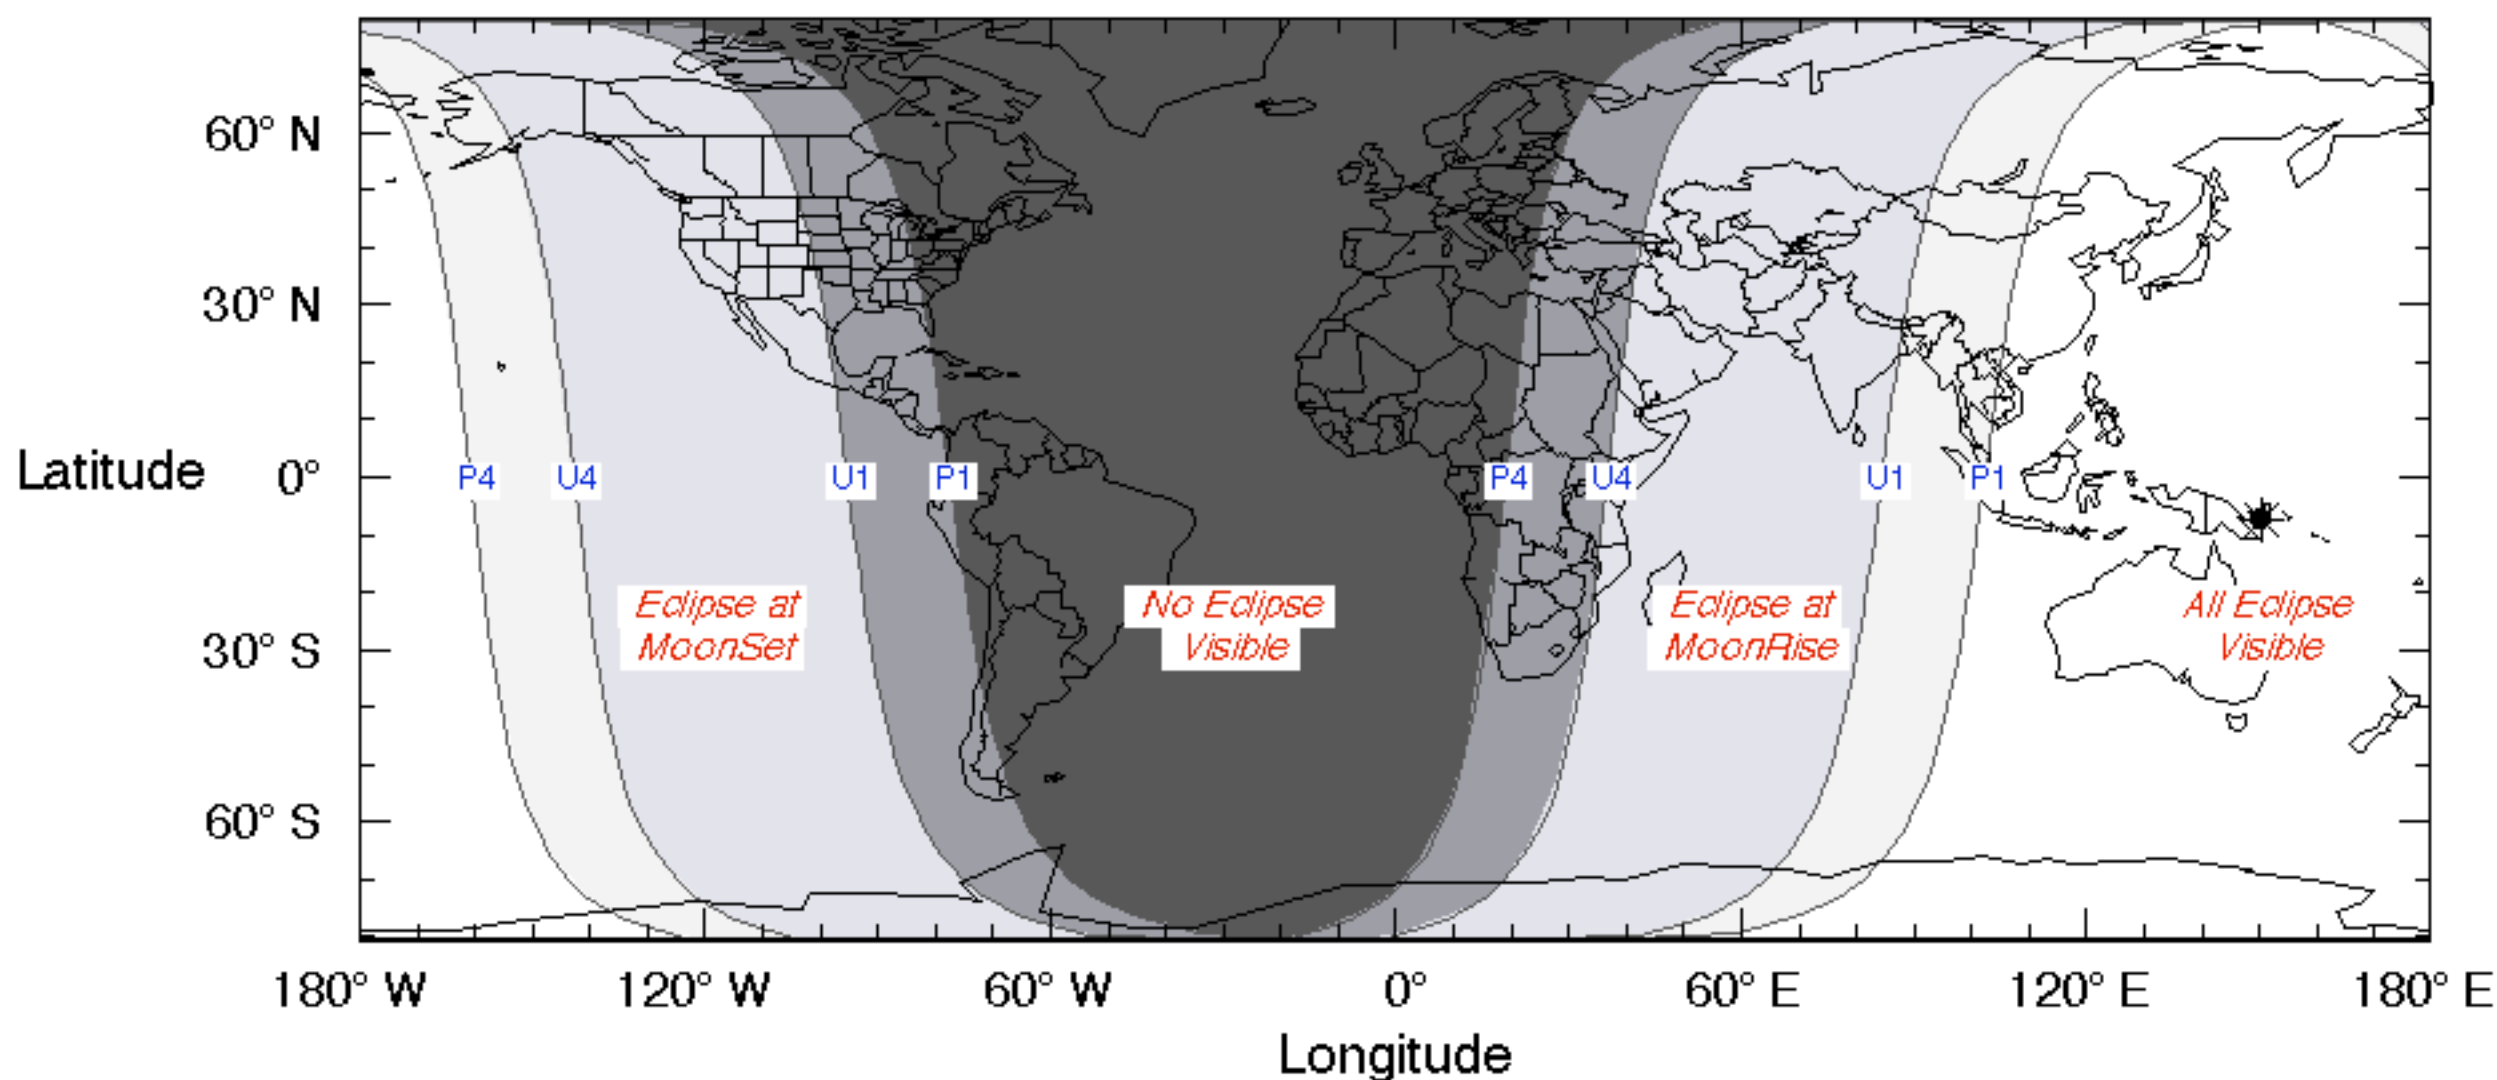 60° N
30° N
Latitude
0°
30° S
60° S
P4
U4
U1
P1
P4
U4
U1
P1
Eclipse at
MoonSet
No Eclipse
Visible
Eclipse at
MoonRise
All Eclipse
Visible
180° W
120° W
60° W
0°
60° E
120° E
180° E
Longitude